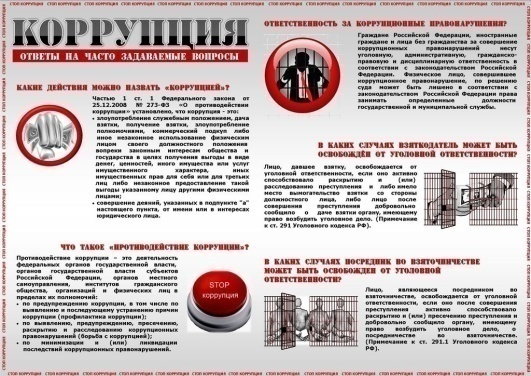 КОРРУПЦИЯ
ОТВЕТЫ НА ЧАСТО ЗАДАВАЕМЫЕ ВОПРОСЫ
КАКИЕ ДЕЙСТВИЯ МОЖНО НАЗВАТЬ «КОРРУПЦИЕЙ»?
Частью 1 ст. 1 Федерального закона от
25.12.2008 № 273-ФЗ «О противодействии
коррупции» установлено, что коррупция - это:
• злоупотребление служебным положением, дача
взятки, получение взятки, злоупотребление
полномочиями, коммерческий подкуп либо
иное незаконное использование физическим
лицом своего должностного положения
вопреки законным интересам общества и
государства в целях получения выгоды в виде
денег, ценностей, иного имущества или услуг
имущественного характера, иных
имущественных прав для себя или для третьих
лиц либо незаконное предоставление такой
выгоды указанному лицу другими физическими
лицами;
• совершение деяний, указанных в подпункте "а"
настоящего пункта, от имени или в интересах
юридического лица.
ЧТО ТАКОЕ «ПРОТИВОДЕЙСТВИЕ КОРРУПЦИИ»?
Противодействие коррупции – это деятельность
федеральных органов государственной власти,
органов государственной власти субъектов
Российской Федерации, органов местного
самоуправления, институтов гражданского
общества, организаций и физических лиц в
пределах их полномочий:
• по предупреждению коррупции, в том числе по
выявлению и последующему устранению причин
коррупции (профилактика коррупции);
• по выявлению, предупреждению, пресечению,
раскрытию и расследованию коррупционных
правонарушений (борьба с коррупцией);
• по минимизации и (или) ликвидации
последствий коррупционных правонарушений.
STOP
коррупция
ОТВЕТСТВЕННОСТЬ ЗА КОРРУПЦИОННЫЕ ПРАВОНАРУШЕНИЯ?
Граждане Российской Федерации, иностранные
граждане и лица без гражданства за совершение
коррупционных правонарушений несут
уголовную, административную, гражданско-
правовую и дисциплинарную ответственность в
соответствии с законодательством Российской
Федерации. Физическое лицо, совершившее
коррупционное правонарушение, по решению
суда может быть лишено в соответствии с
законодательством Российской Федерации права
занимать определенные должности
государственной и муниципальной службы.
В КАКИХ СЛУЧАЯХ ВЗЯТКОДАТЕЛЬ МОЖЕТ БЫТЬ
ОСВОБОЖДЁН ОТ УГОЛОВНОЙ ОТВЕТСТВЕННОСТИ?
Лицо, давшее взятку, освобождается от
уголовной ответственности, если оно активно
способствовало раскрытию и (или)
расследованию преступления и либо имело
место вымогательство взятки со стороны
должностного лица, либо лицо после
совершения преступления добровольно
сообщило о даче взятки органу, имеющему
право возбудить уголовное дело. (Примечание
к ст. 291 Уголовного кодекса РФ).
В КАКИХ СЛУЧАЯХ ПОСРЕДНИК ВО ВЗЯТОЧНИЧЕСТВЕ
МОЖЕТ БЫТЬ ОСВОБОЖДЕН ОТ УГОЛОВНОЙ
ОТВЕТСТВЕННОСТИ?
Лицо, являющееся посредником во
взяточничестве, освобождается от уголовной
ответственности, если оно после совершения
преступления активно способствовало
раскрытию и (или) пресечению преступления и
добровольно сообщило органу, имеющему
право возбудить уголовное дело, о
посредничестве во взяточничестве.
(Примечание к ст. 291.1 Уголовного кодекса
РФ).